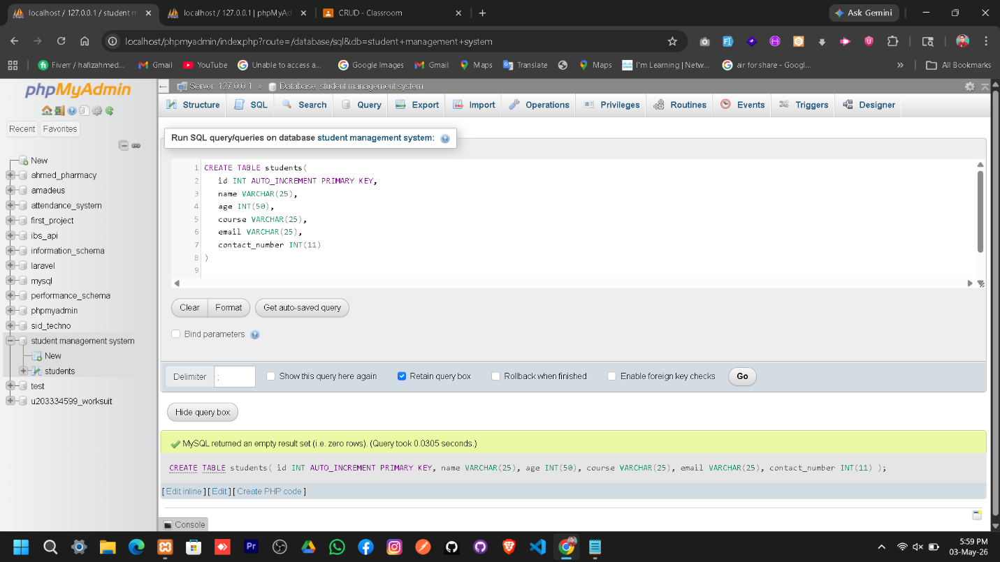 localhost / 127.0.0.1 / student m
localhost / 127.0.0.1 | phpMyAd
CRUD - Classroom
Ask Gemini
localhost/phpmyadmin/index.php?route=/database/sql&db=student+management+system
Fiverr / hafizahmed...
Gmail
YouTube
Unable to access a...
Google Images
Gmail
Maps
Translate
Maps
I'm Learning | Netw...
air for share - Googl...
»
All Bookmarks
phpMyAdmin
Recent
Favorites
New
ahmed_pharmacy
amadeus
attendance_system
first_project
ibs_api
information_schema
laravel
mysql
performance_schema
phpmyadmin
sid_techno
student management system
New
students
test
u203334599_worksuit
Server: 127.0.0.1 » Database: student management system
Structure
SQL
Search
Query
Export
Import
Operations
Privileges
Routines
Events
Triggers
Designer
Run SQL query/queries on database student management system:
1 CREATE TABLE students(
2 id INT AUTO_INCREMENT PRIMARY KEY,
3 name VARCHAR(25),
4 age INT(50),
5 course VARCHAR(25),
6 email VARCHAR(25),
7 contact_number INT(11)
8 )
9
Clear
Format
Get auto-saved query
Bind parameters
Delimiter
;
Show this query here again
Retain query box
Rollback when finished
Enable foreign key checks
Go
Hide query box
MySQL returned an empty result set (i.e. zero rows). (Query took 0.0305 seconds.)
CREATE TABLE students( id INT AUTO_INCREMENT PRIMARY KEY, name VARCHAR(25), age INT(50), course VARCHAR(25), email VARCHAR(25), contact_number INT(11) );
[ Edit inline ] [ Edit ] [ Create PHP code ]
Console
Pr
5:59 PM
03-May-26